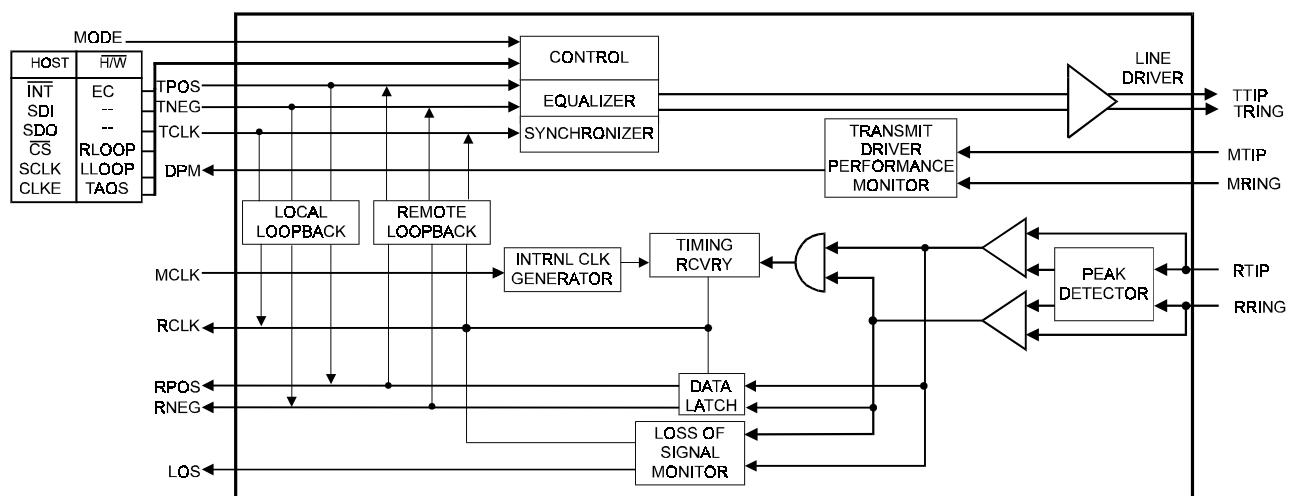 MODE
HOST H/W
INT EC
SDI --
SDO --
CS RLOOP
SCLK LLOOP
CLKE TAOS
TPOS
TNEG
TCLK
DPM
CONTROL
EQUALIZER
SYNCHRONIZER
LINE
DRIVER
TTIP
TRING
TRANSMIT
DRIVER
PERFORMANCE
MONITOR
MTIP
MRING
LOCAL
LOOPBACK
REMOTE
LOOPBACK
MCLK
INTRNL CLK
GENERATOR
TIMING
RCVRY
PEAK
DETECTOR
RTIP
RRING
RCLK
RPOS
RNEG
DATA
LATCH
LOSS OF
SIGNAL
MONITOR
LOS